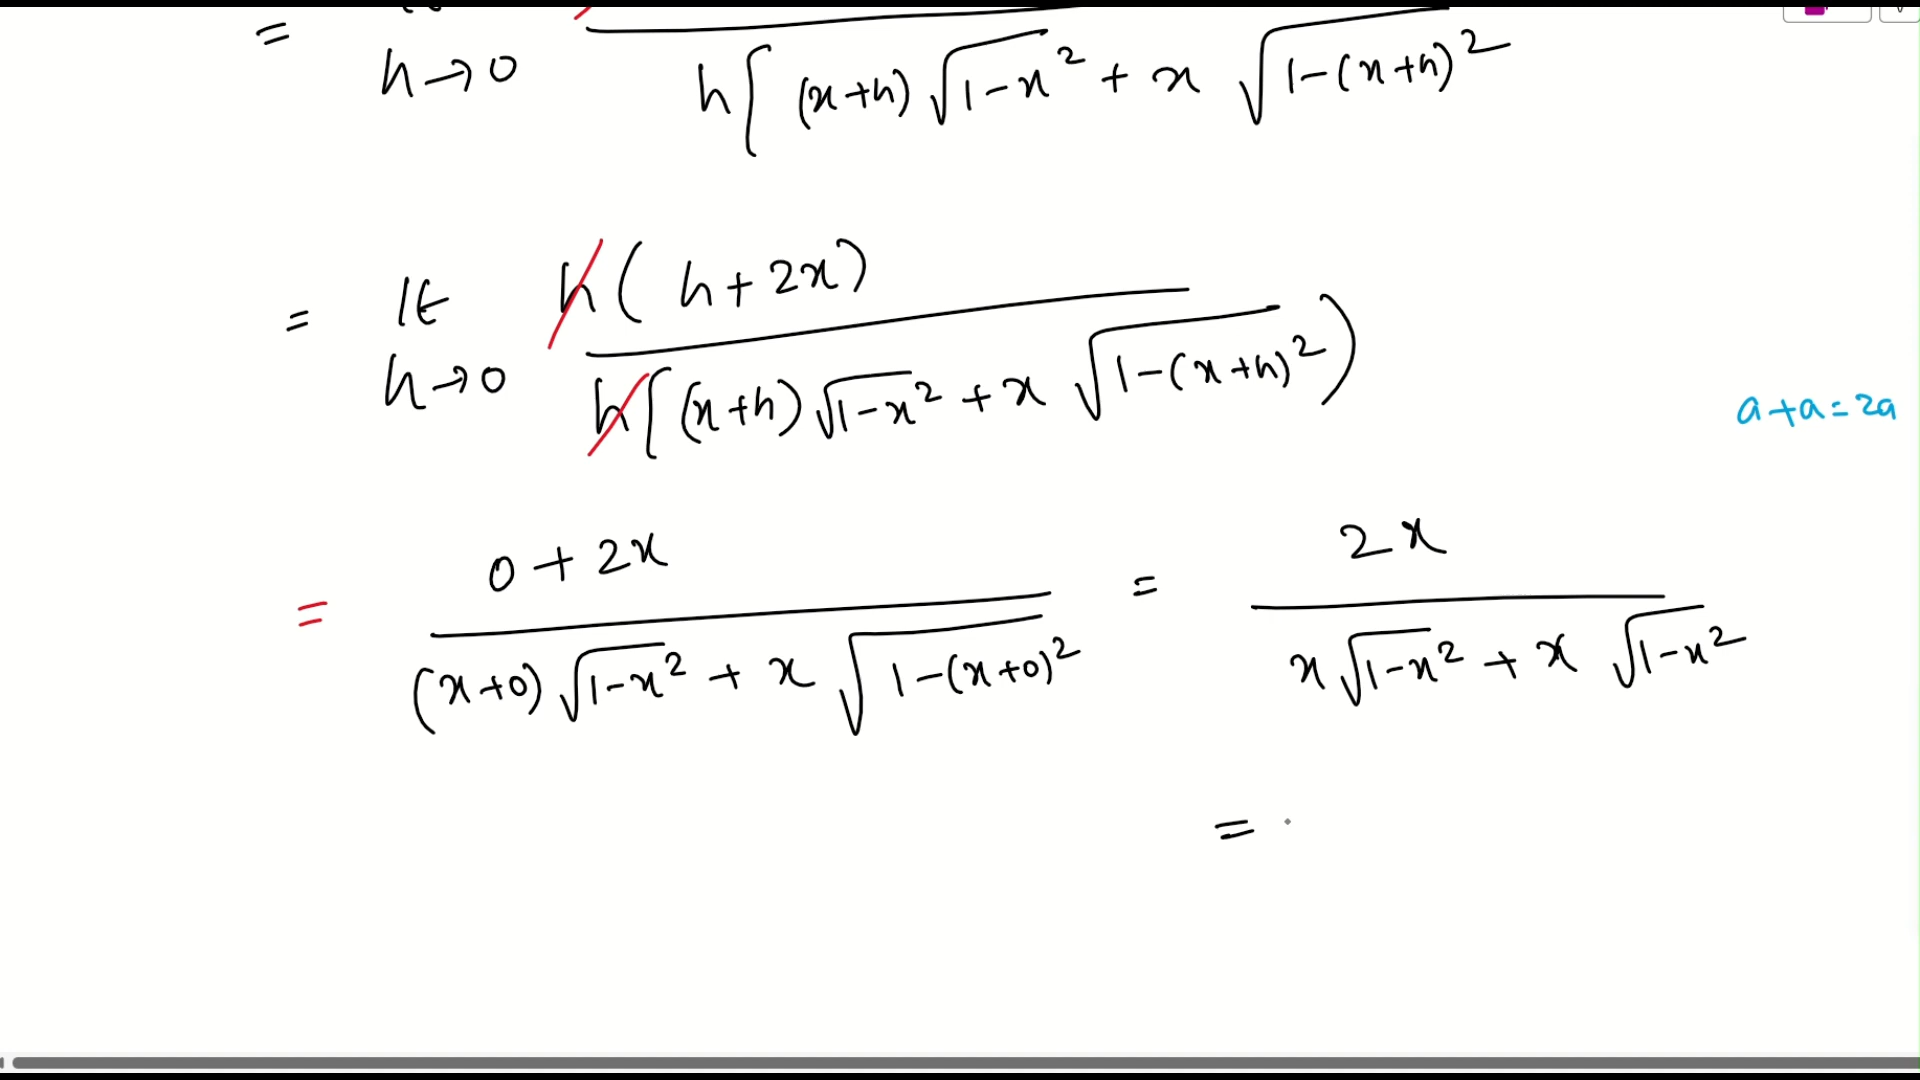 =
h→0
h[ (x+h) √1-x² + x √1-(x+h)²
= lt h( h+2x)
h→0 h[(x+h) √1-x² + x √1-(x+h)²)
a+a=2a
= 0+2x = 2x
(x+0) √1-x² + x √1-(x+0)² x√1-x² + x √1-x²
=